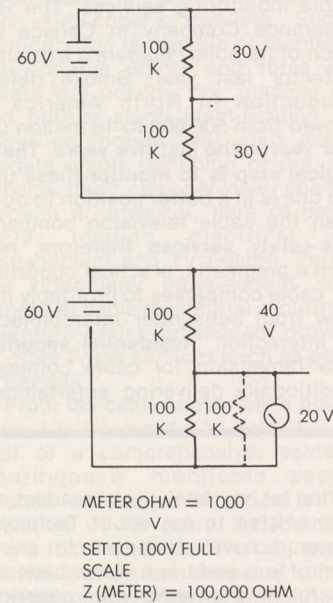 60 V
100
K
30 V
100
K
30 V
60 V
100
K
40
V
100
K
100
K
20 V
METER OHM = 1000
V
SET TO 100V FULL
SCALE
Z (METER) = 100,000 OHM